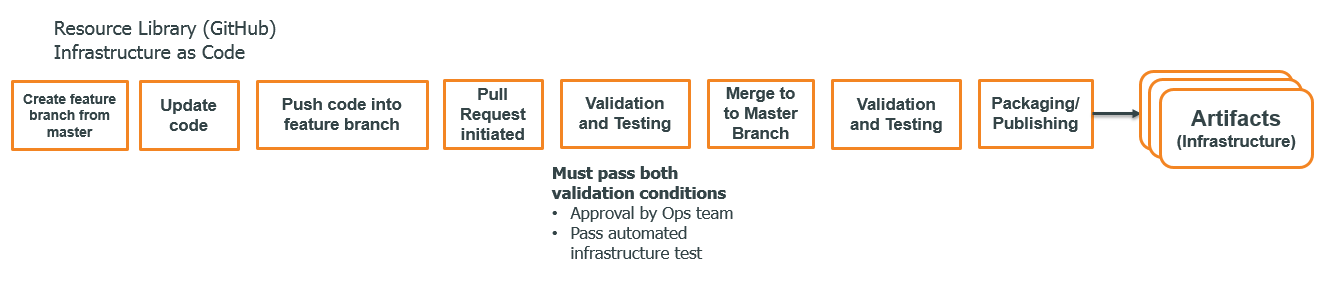 Resource Library (GitHub)
Infrastructure as Code
Create feature
branch from
master
Update
code
Push code into
feature branch
Pull
Request
initiated
Validation
and Testing
Merge to
to Master
Branch
Validation
and Testing
Packaging/
Publishing
Artifacts
(Infrastructure)
Must pass both
validation conditions
• Approval by Ops team
• Pass automated
infrastructure test